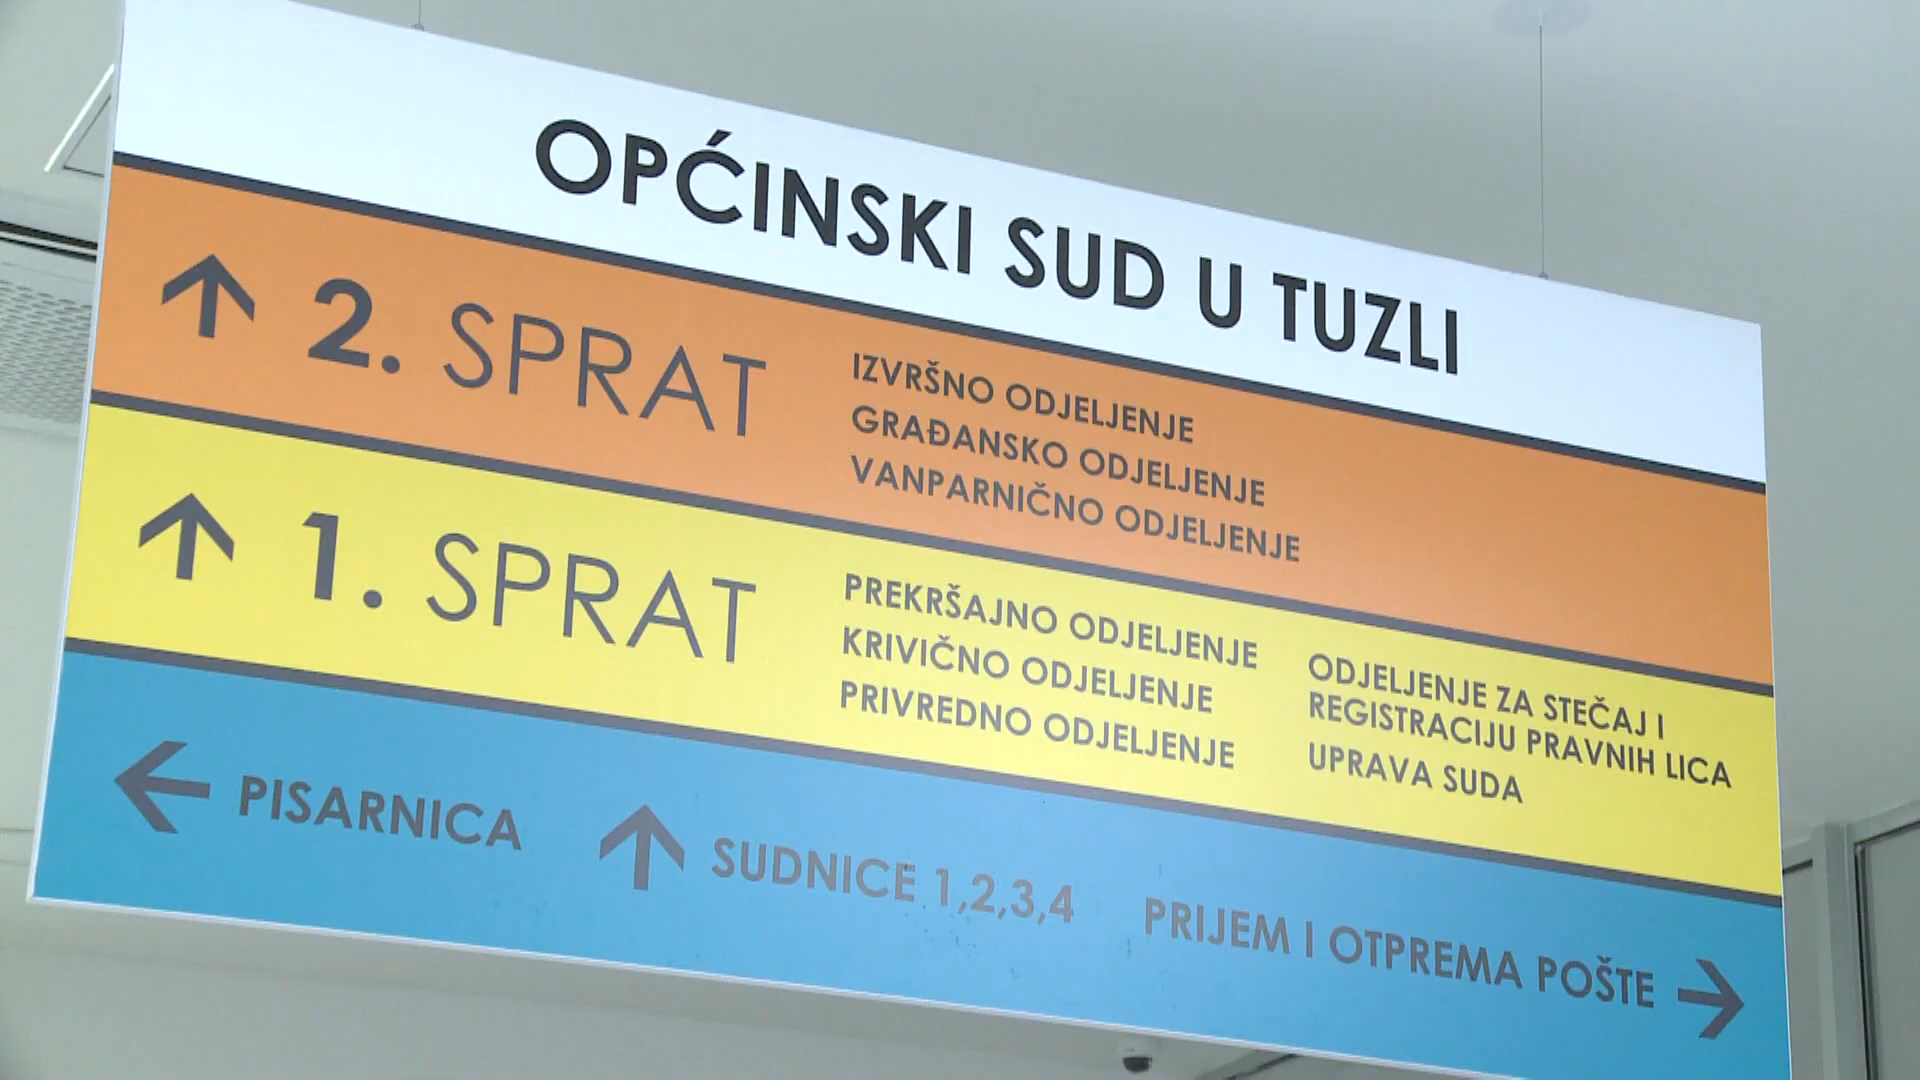 OPĆINSKI SUD U TUZLI
2. SPRAT
IZVRŠNO ODJELJENJE
GRAĐANSKO ODJELJENJE
VANPARNIČNO ODJELJENJE
1. SPRAT
PREKRŠAJNO ODJELJENJE
KRIVIČNO ODJELJENJE
PRIVREDNO ODJELJENJE
ODJELJENJE ZA STEČAJ I
REGISTRACIJU PRAVNIH LICA
UPRAVA SUDA
PISARNICA
SUDNICE 1,2,3,4
PRIJEM I OTPREMA POŠTE